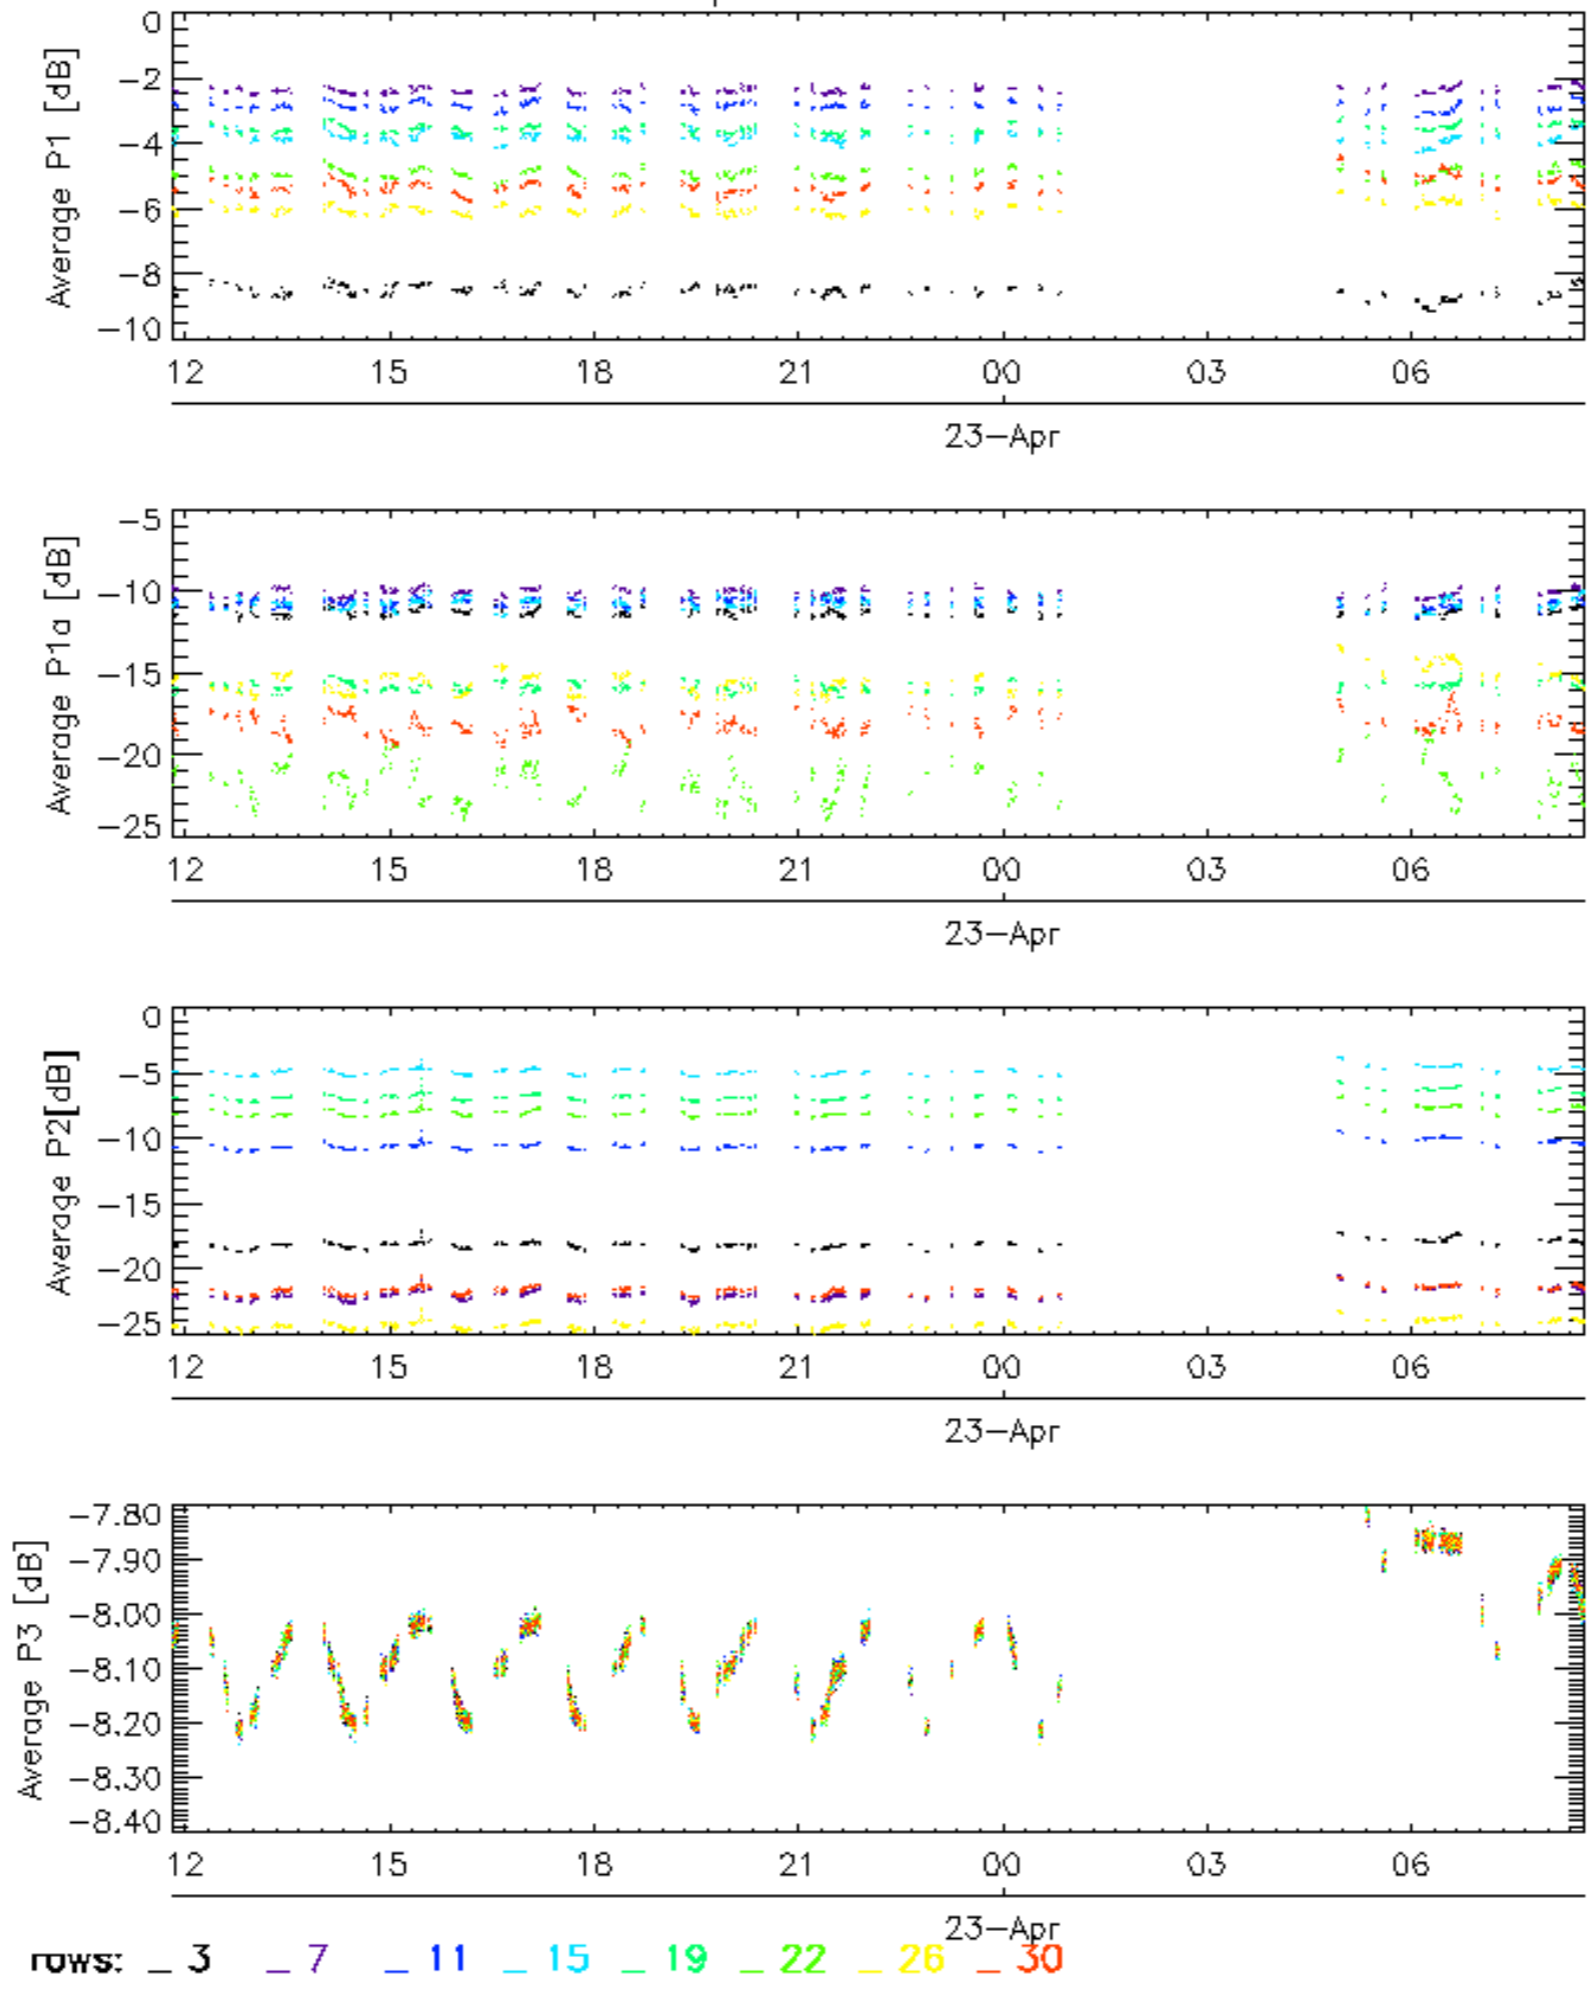 0
−2
−4
−6
−8
−10
Average P1 [dB]
12 15 18 21 00 03 06
23−Apr
−5
−10
−15
−20
−25
Average P1a [dB]
12 15 18 21 00 03 06
23−Apr
0
−5
−10
−15
−20
−25
Average P2[dB]
12 15 18 21 00 03 06
23−Apr
−7.80
−7.90
−8.00
−8.10
−8.20
−8.30
−8.40
Average P3 [dB]
12 15 18 21 00 03 06
23−Apr
rows: _ 3 _ 7 _ 11 _ 15 _ 19 _ 22 _ 26 _ 30